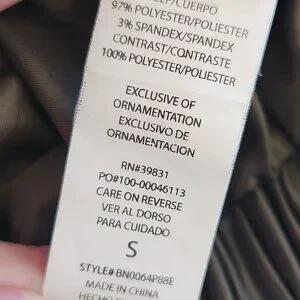 97% POLYESTER/POLIESTER
3% SPANDEX/SPANDEX
CONTRAST/CONTRASTE
100% POLYESTER/POLIESTER
EXCLUSIVE OF
ORNAMENTATION
EXCLUSIVO DE
ORNAMENTACION
RN#39831
PO#100-00046113
CARE ON REVERSE
VER AL DORSO
PARA CUIDADO
S
STYLE#BN0064P88E
MADE IN CHINA
HECHO